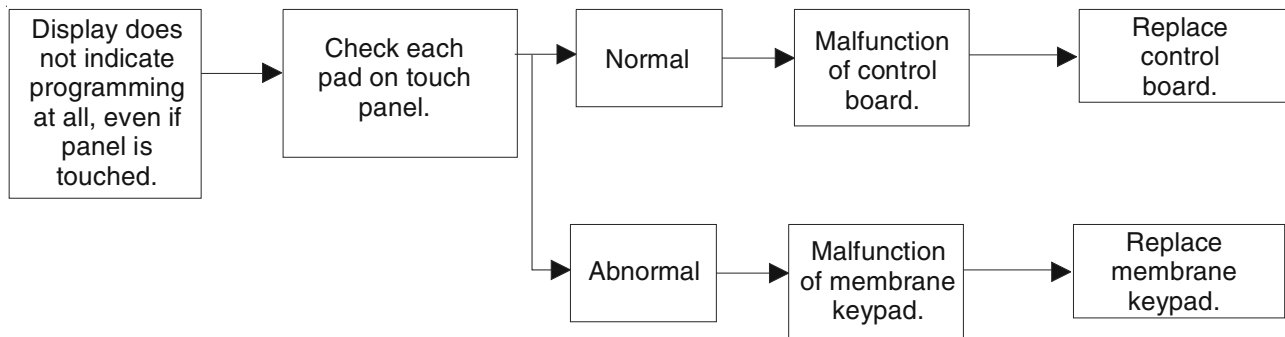 Display does
not indicate
programming
at all, even if
panel is
touched.
Check each
pad on touch
panel.
Normal
Malfunction
of control
board.
Replace
control
board.
Abnormal
Malfunction
of membrane
keypad.
Replace
membrane
keypad.